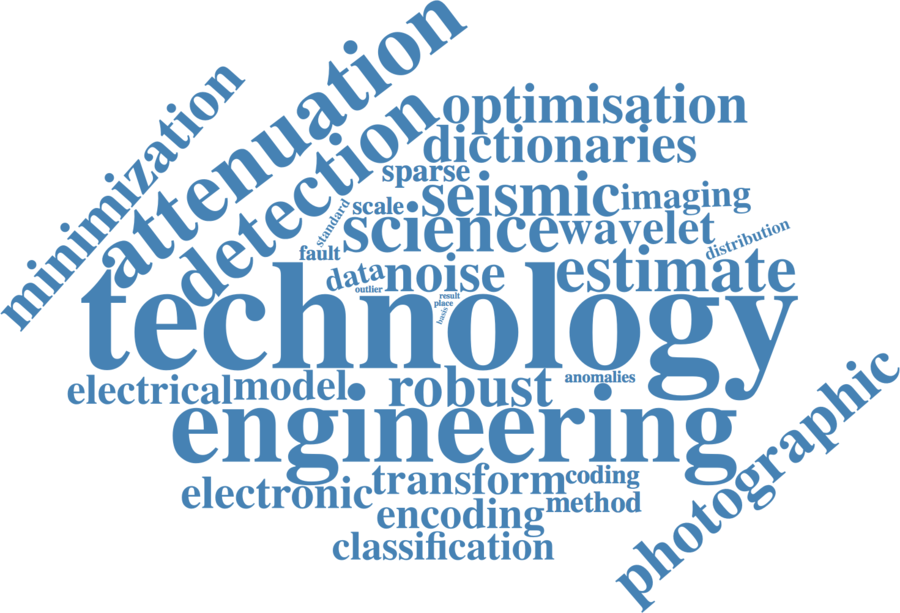 minimization
attenuation
detection
optimisation
dictionaries
sparse
seismic
imaging
standard
scale
science
wavelet
distribution
fault
data
noise
estimate
outlier
result
place
basis
technology
anomalies
electrical
model
robust
engineering
photographic
electronic
transform
coding
method
encoding
classification